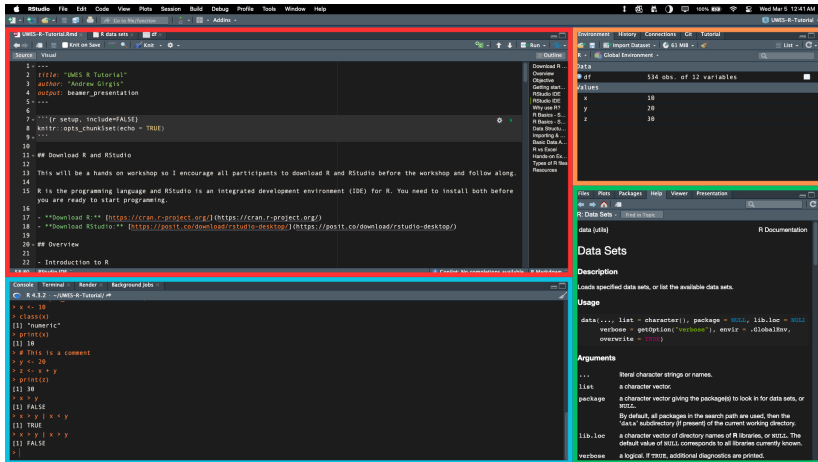 RStudio File Edit Code View Plots Session Build Debug Profile Tools Window Help
100% Wed Mar 5 12:41 AM
Go to file/function Addins
UWES-R-Tutorial
UWES-R-Tutorial.Rmd R data sets df
Knit on Save Knit Run
Source Visual Outline
1 ---
2 title: "UWES R Tutorial"
3 author: "Andrew Girgis"
4 output: beamer_presentation
5 ---
6
7 ```{r setup, include=FALSE}
8 knitr::opts_chunk$set(echo = TRUE)
9 ```
10
11 ## Download R and RStudio
12
13 This will be a hands on workshop so I encourage all participants to download R and RStudio before the workshop and follow along.
14
15 R is the programming language and RStudio is an integrated development environment (IDE) for R. You need to install both before
you are ready to start programming.
16
17 - **Download R:** [https://cran.r-project.org/](https://cran.r-project.org/)
18 - **Download RStudio:** [https://posit.co/download/rstudio-desktop/](https://posit.co/download/rstudio-desktop/)
19
20 ## Overview
21
22 - Introduction to R
Download R ...
Overview
Objective
Getting start...
RStudio IDE
RStudio IDE
Why use R?
R Basics - S...
R Basics - S...
Data Structu...
Importing & ...
Basic Data A...
R vs Excel
Hands-on Ex...
Types of R files
Resources
RStudio IDE Copilot: No completions available. R Markdown
Console Terminal Render Background Jobs
R 4.3.2 · ~/UWES-R-Tutorial/
> x <- 10
> class(x)
[1] "numeric"
> print(x)
[1] 10
> # This is a comment
> y <- 20
> z <- x + y
> print(z)
[1] 30
> x > y
[1] FALSE
> x > y | x < y
[1] TRUE
> x > y | x > y
[1] FALSE
>
Environment History Connections Git Tutorial
Import Dataset 63 MiB List
R Global Environment
Data
df 534 obs. of 12 variables
Values
x 10
y 20
z 30
Files Plots Packages Help Viewer Presentation
R: Data Sets Find in Topic
data {utils} R Documentation
Data Sets
Description
Loads specified data sets, or list the available data sets.
Usage
data(..., list = character(), package = NULL, lib.loc = NULL
verbose = getOption("verbose"), envir = .GlobalEnv,
overwrite = TRUE)
Arguments
... literal character strings or names.
list a character vector.
package a character vector giving the package(s) to look in for data sets, or
NULL.
By default, all packages in the search path are used, then the
'data' subdirectory (if present) of the current working directory.
lib.loc a character vector of directory names of R libraries, or NULL. The
default value of NULL corresponds to all libraries currently known.
verbose a logical. If TRUE, additional diagnostics are printed.